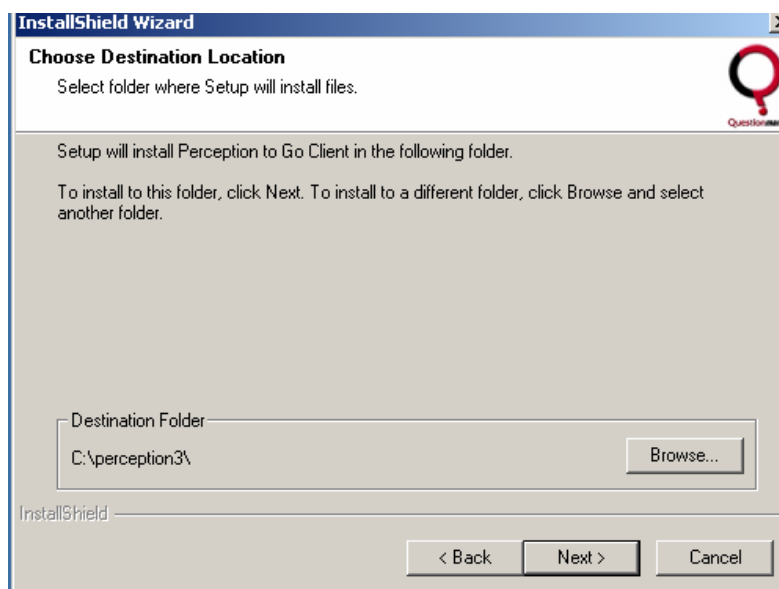 InstallShield Wizard
Choose Destination Location
Select folder where Setup will install files.
Setup will install Perception to Go Client in the following folder.
To install to this folder, click Next. To install to a different folder, click Browse and select
another folder.
Destination Folder
C:\perception3\
Browse...
InstallShield
< Back
Next >
Cancel